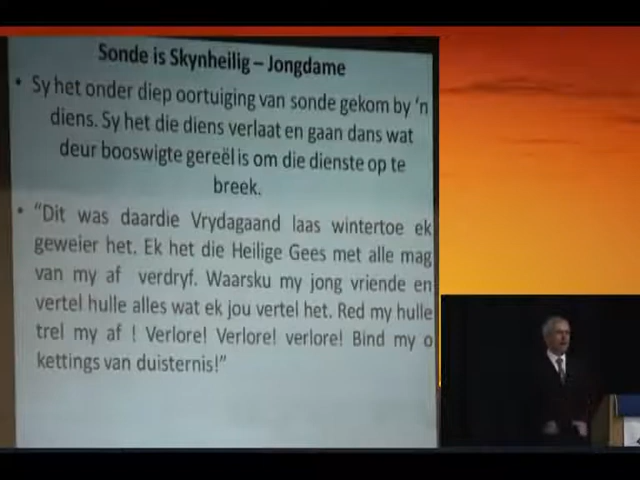 Sonde is Skynheilig – Jongdame
• Sy het onder diep oortuiging van sonde gekom by 'n
diens. Sy het die diens verlaat en gaan dans wat
deur booswigte gereël is om die dienste op te
breek.
• "Dit was daardie Vrydagaand laas wintertoe ek
geweier het. Ek het die Heilige Gees met alle mag
van my af verdryf. Waarsku my jong vriende en
vertel hulle alles wat ek jou vertel het. Red my hulle
trel my af ! Verlore! Verlore! verlore! Bind my o
kettings van duisternis!"